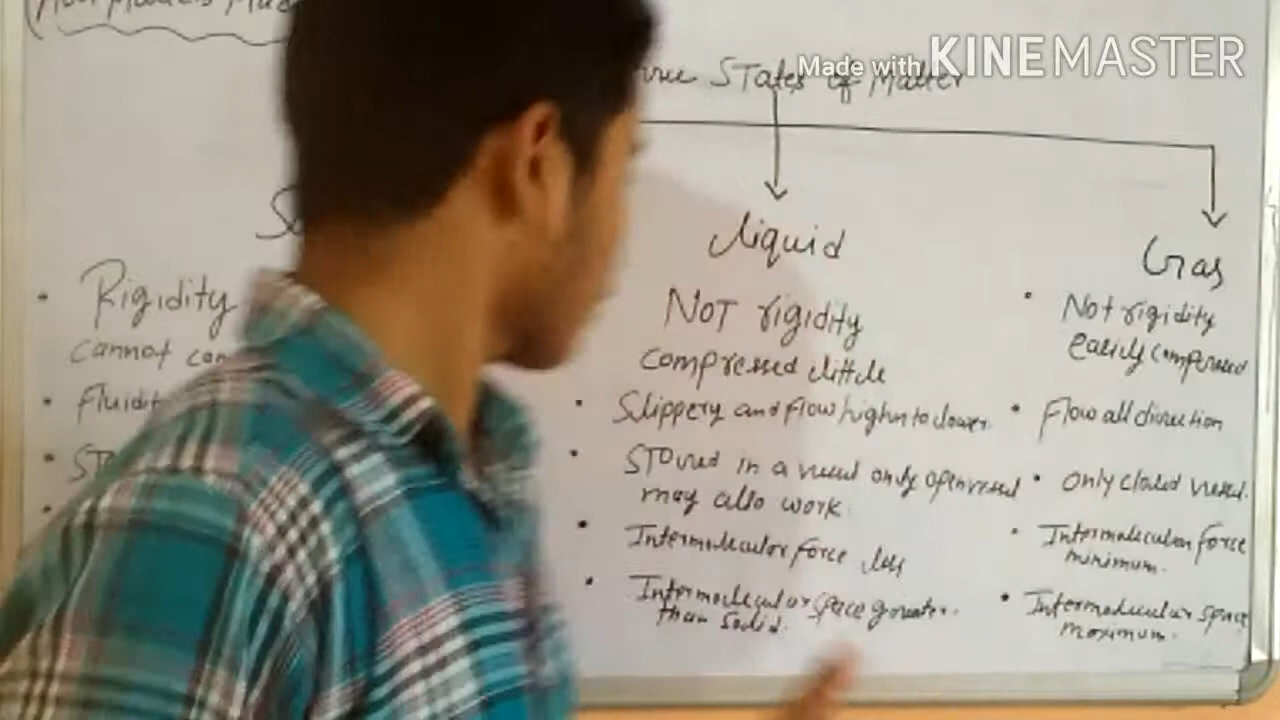 Made with KINEMASTER
States of Matter
Liquid
Gas
Rigidity
NOT rigidity
Not rigidity
cannot
compressed little
easily compressed
Slippery and flow high to lower.
Flow all direction
Stored in a vessel only open vessel
only closed vessel.
may also work.
Intermolecular force less
Intermolecular force
minimum.
Intermolecular space greater
than solid.
Intermolecular space
maximum.